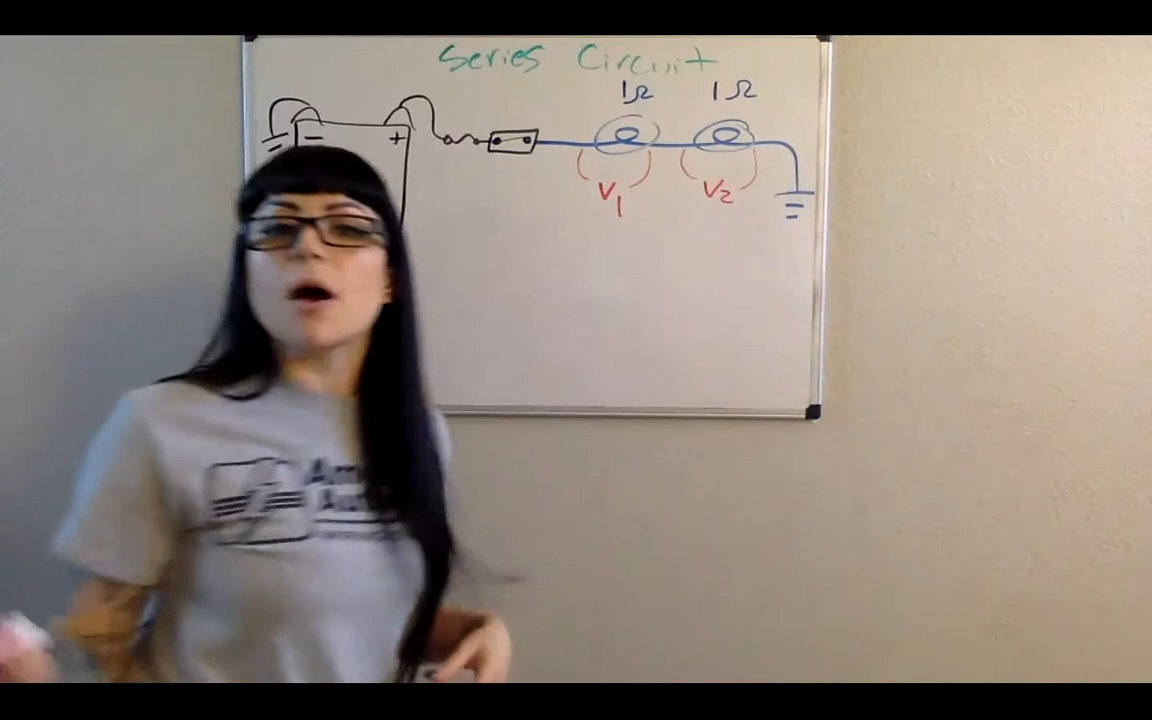 Series Circuit
1Ω 1Ω
− +
V1 V2